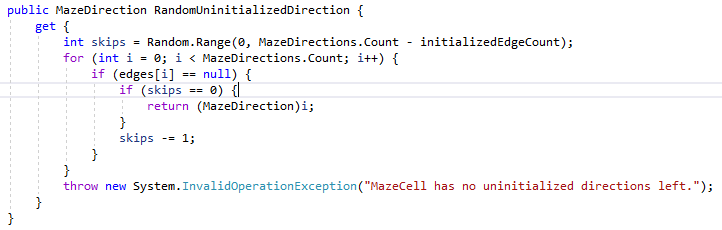 public MazeDirection RandomUninitializedDirection {
    get {
        int skips = Random.Range(0, MazeDirections.Count - initializedEdgeCount);
        for (int i = 0; i < MazeDirections.Count; i++) {
            if (edges[i] == null) {
                if (skips == 0) {
                    return (MazeDirection)i;
                }
                skips -= 1;
            }
        }
        throw new System.InvalidOperationException("MazeCell has no uninitialized directions left.");
    }
}